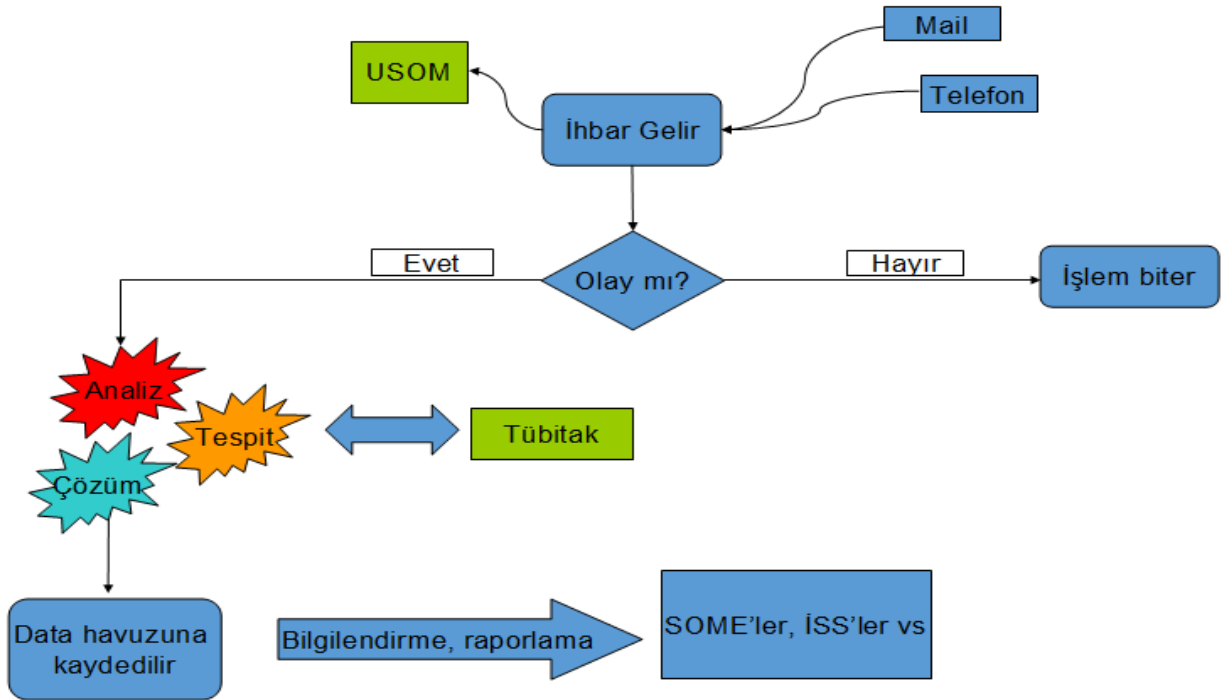 Mail
USOM
Telefon
İhbar Gelir
Evet
Hayır
Olay mı?
İşlem biter
Analiz
Tespit
Tübitak
Çözüm
Data havuzuna
kaydedilir
Bilgilendirme, raporlama
SOME’ler, İSS’ler vs